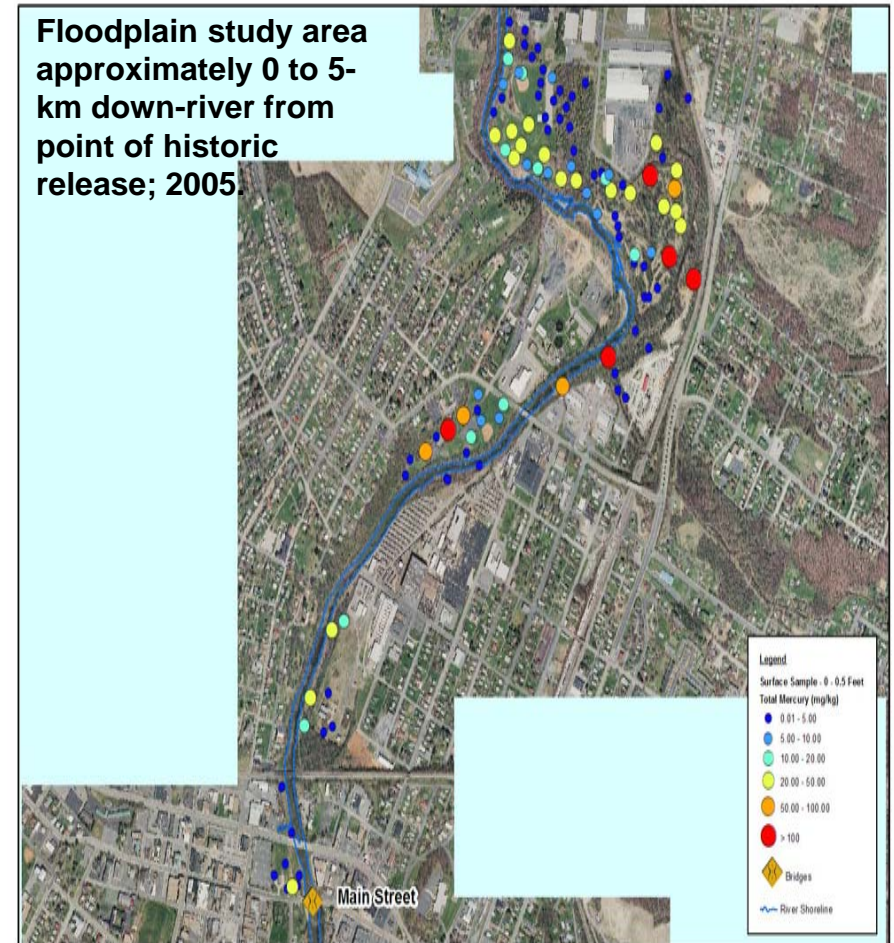 Floodplain study area
approximately 0 to 5-
km down-river from
point of historic
release; 2005.
Legend
Surface Sample - 0 - 0.5 Feet
Total Mercury (mg/kg)
0.01 - 5.00
5.00 - 10.00
10.00 - 20.00
20.00 - 50.00
50.00 - 100.00
> 100
Bridges
River Shoreline
Main Street